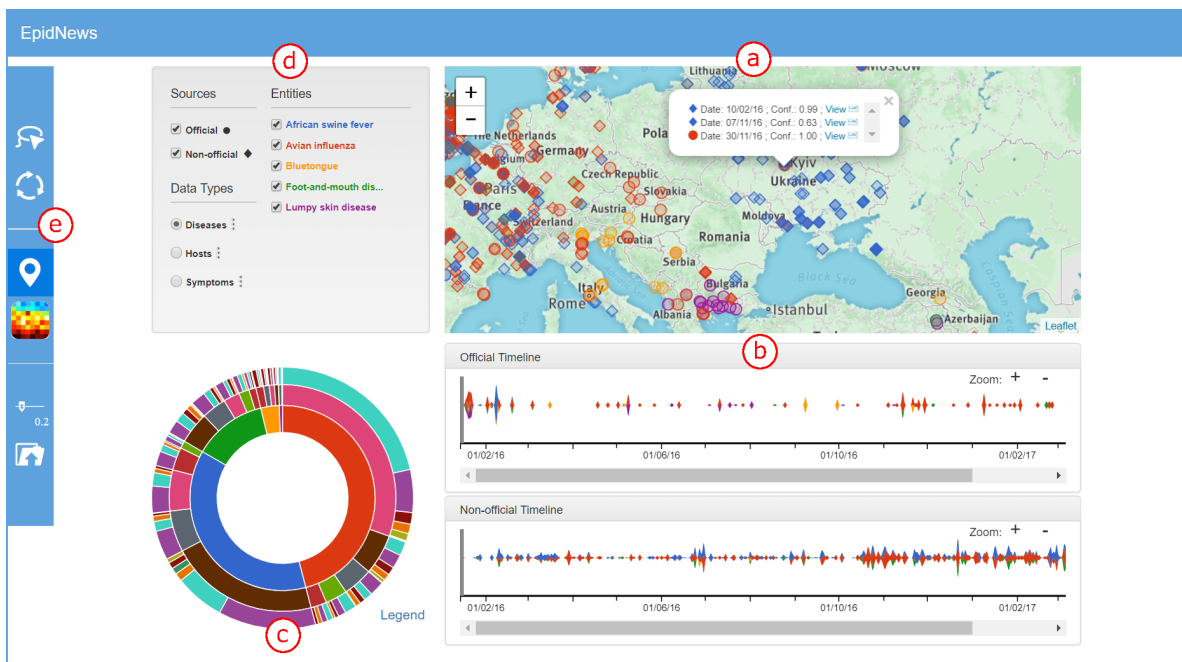 EpidNews
d
a
Sources
Entities
Official
Non-official
African swine fever
Avian influenza
Bluetongue
Foot-and-mouth dis...
Lumpy skin disease
Data Types
Diseases
Hosts
Symptoms
e
0.2
+
-
Lithuania
Moscow
Date: 10/02/16 ; Conf.: 0.99 ; View
Date: 07/11/16 ; Conf.: 0.63 ; View
Date: 30/11/16 ; Conf.: 1.00 ; View
×
The Netherlands
Pola
Belgium
Germany
Kyiv
Ukraine
Czech Republic
Paris
Slovakia
France
Austria
Hungary
Moldova
Switzerland
Croatia
Romania
Serbia
Black Sea
Caspian Sea
Italy
Rome
Bulgaria
Georgia
Albania
Istanbul
Azerbaijan
Leaflet
b
Official Timeline
Zoom: + -
01/02/16 01/06/16 01/10/16 01/02/17
Non-official Timeline
Zoom: + -
01/02/16 01/06/16 01/10/16 01/02/17
Legend
c